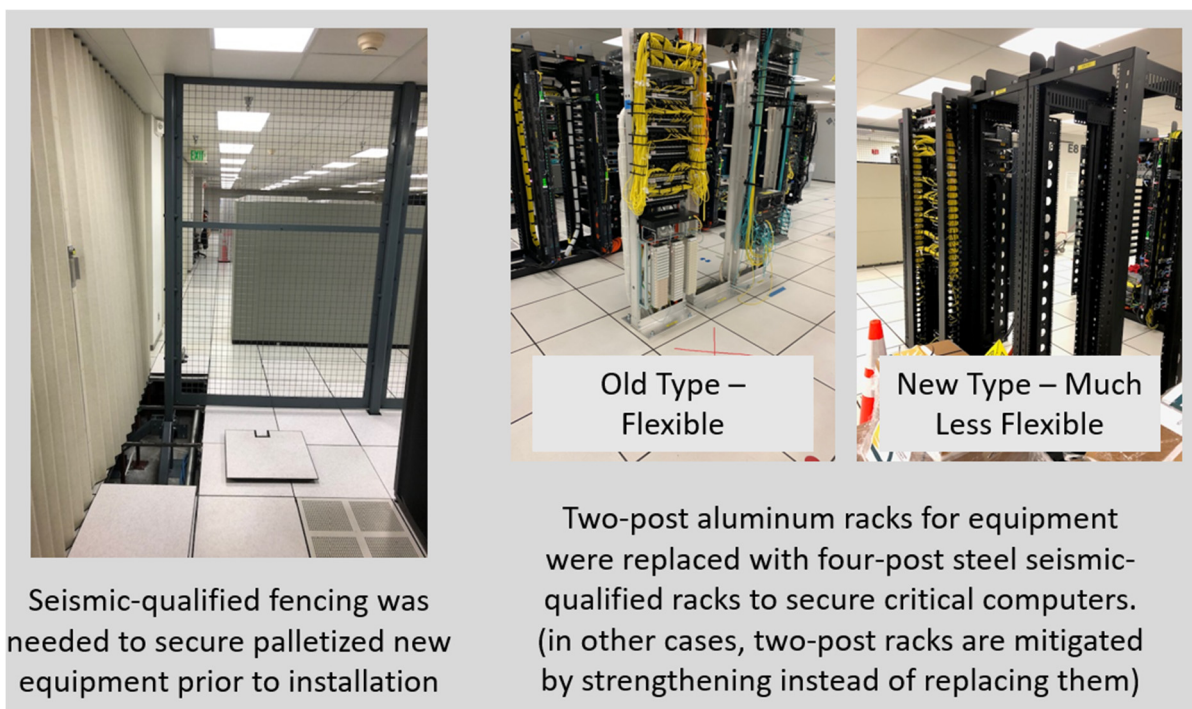 EXIT
E8
Old Type –
Flexible
New Type – Much
Less Flexible
Seismic-qualified fencing was
needed to secure palletized new
equipment prior to installation
Two-post aluminum racks for equipment
were replaced with four-post steel seismic-
qualified racks to secure critical computers.
(in other cases, two-post racks are mitigated
by strengthening instead of replacing them)